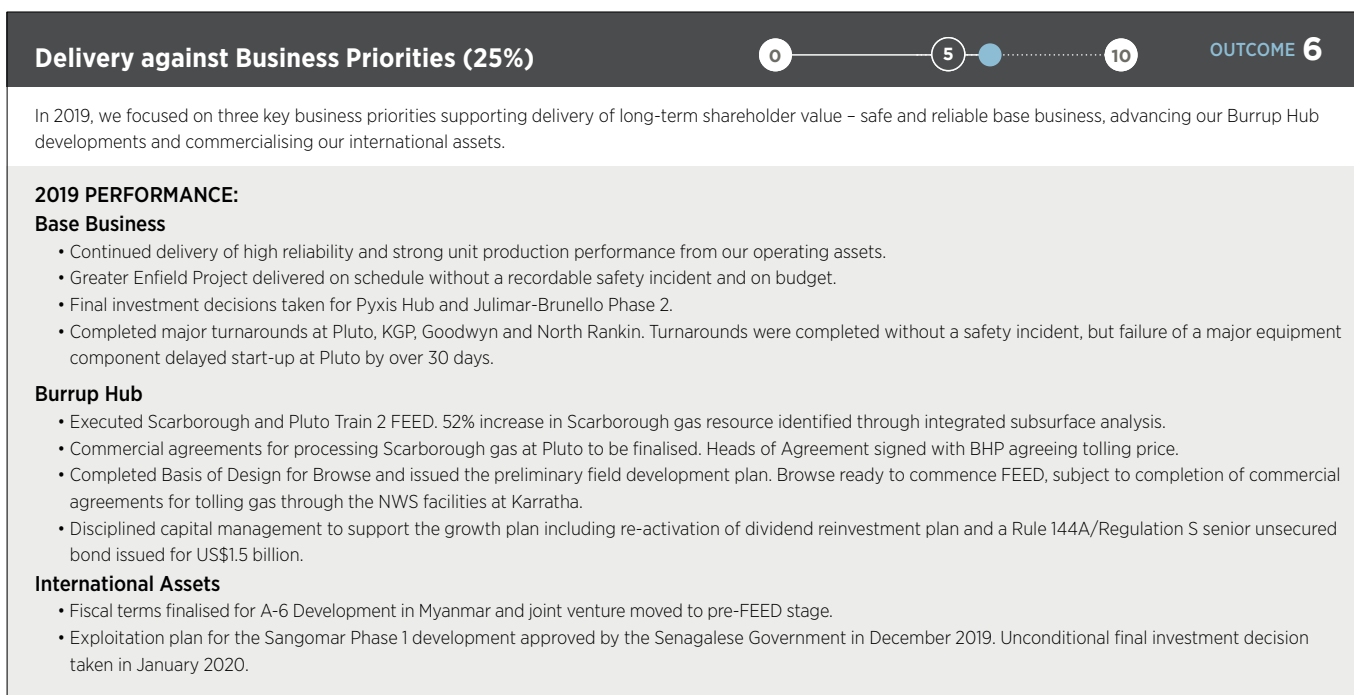 Delivery against Business Priorities (25%)
0 5 10
OUTCOME 6
In 2019, we focused on three key business priorities supporting delivery of long-term shareholder value – safe and reliable base business, advancing our Burrup Hub
developments and commercialising our international assets.
2019 PERFORMANCE:
Base Business
• Continued delivery of high reliability and strong unit production performance from our operating assets.
• Greater Enfield Project delivered on schedule without a recordable safety incident and on budget.
• Final investment decisions taken for Pyxis Hub and Julimar-Brunello Phase 2.
• Completed major turnarounds at Pluto, KGP, Goodwyn and North Rankin. Turnarounds were completed without a safety incident, but failure of a major equipment
component delayed start-up at Pluto by over 30 days.
Burrup Hub
• Executed Scarborough and Pluto Train 2 FEED. 52% increase in Scarborough gas resource identified through integrated subsurface analysis.
• Commercial agreements for processing Scarborough gas at Pluto to be finalised. Heads of Agreement signed with BHP agreeing tolling price.
• Completed Basis of Design for Browse and issued the preliminary field development plan. Browse ready to commence FEED, subject to completion of commercial
agreements for tolling gas through the NWS facilities at Karratha.
• Disciplined capital management to support the growth plan including re-activation of dividend reinvestment plan and a Rule 144A/Regulation S senior unsecured
bond issued for US$1.5 billion.
International Assets
• Fiscal terms finalised for A-6 Development in Myanmar and joint venture moved to pre-FEED stage.
• Exploitation plan for the Sangomar Phase 1 development approved by the Senagalese Government in December 2019. Unconditional final investment decision
taken in January 2020.